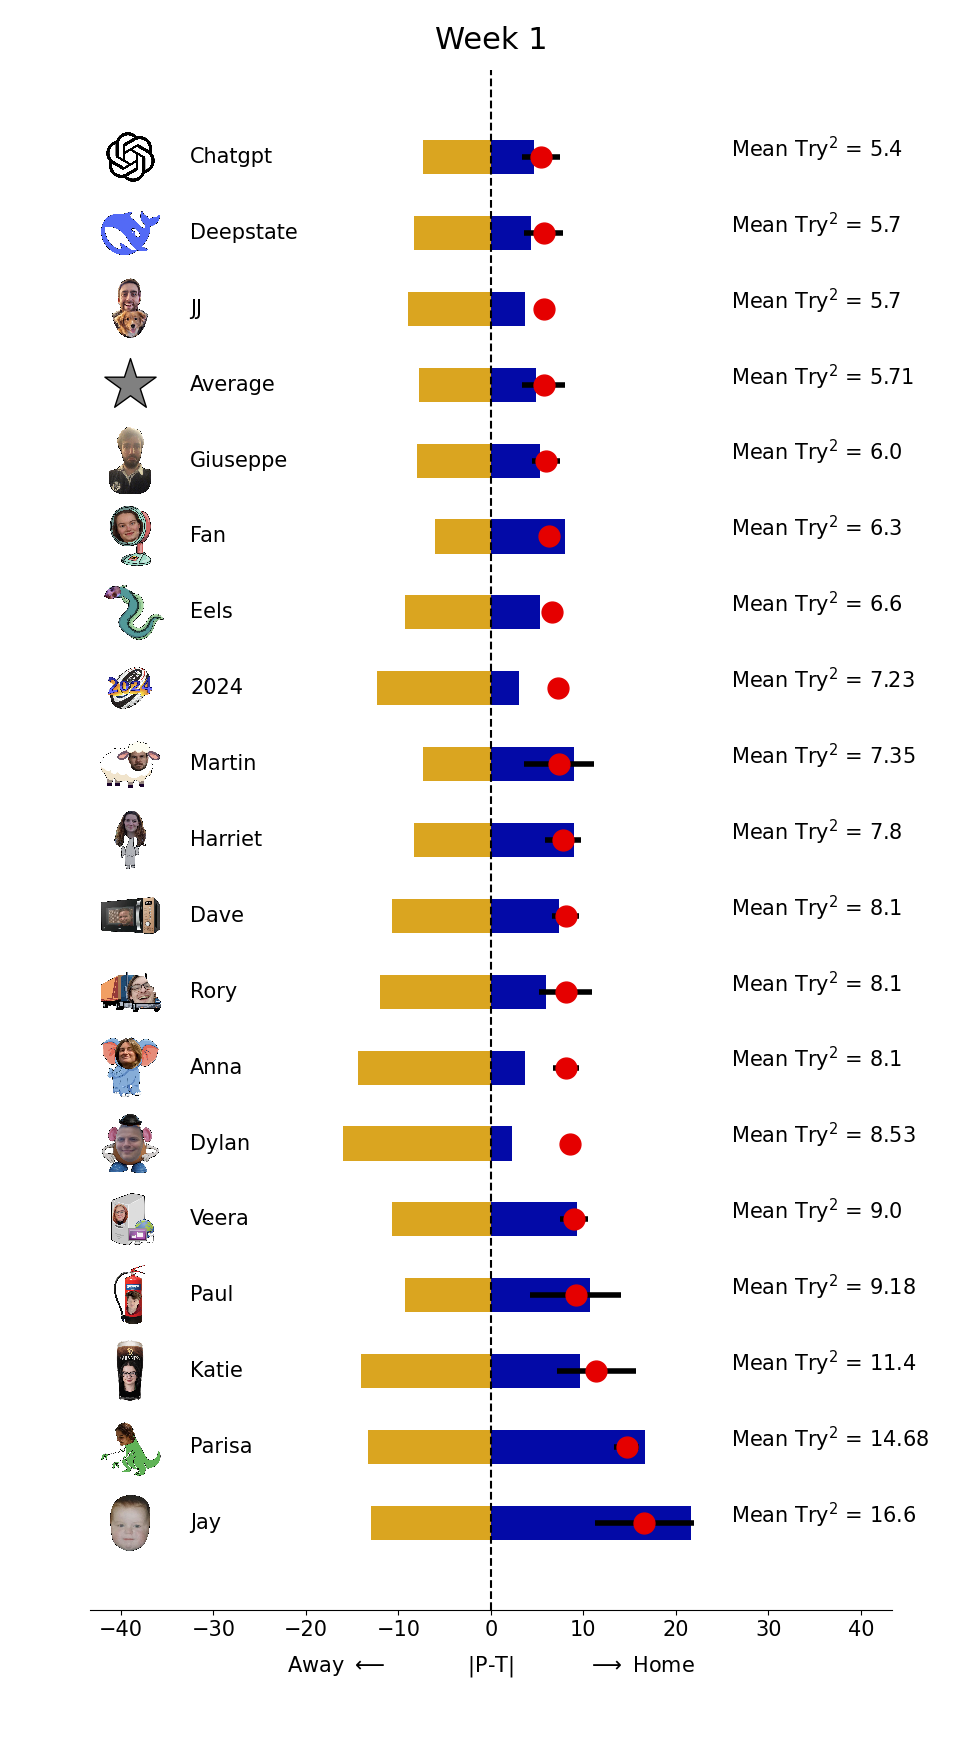 Week 1
Chatgpt Mean Try² = 5.4
Deepstate Mean Try² = 5.7
JJ Mean Try² = 5.7
Average Mean Try² = 5.71
Giuseppe Mean Try² = 6.0
Fan Mean Try² = 6.3
Eels Mean Try² = 6.6
2024 2024 Mean Try² = 7.23
Martin Mean Try² = 7.35
Harriet Mean Try² = 7.8
Dave Mean Try² = 8.1
Rory Mean Try² = 8.1
Anna Mean Try² = 8.1
Dylan Mean Try² = 8.53
Veera Mean Try² = 9.0
Paul Mean Try² = 9.18
Katie Mean Try² = 11.4
Parisa Mean Try² = 14.68
Jay Mean Try² = 16.6
−40 −30 −20 −10 0 10 20 30 40
Away ⟵ |P-T| ⟶ Home